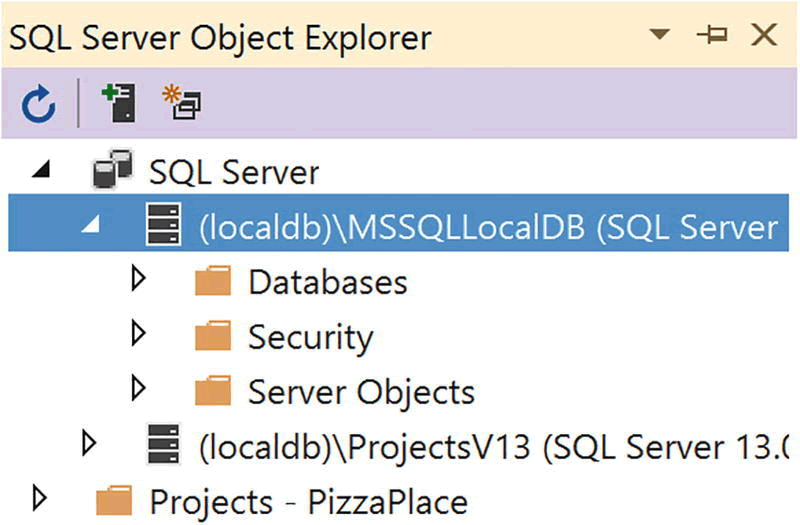 SQL Server Object Explorer
SQL Server
(localdb)\MSSQLLocalDB (SQL Server
Databases
Security
Server Objects
(localdb)\ProjectsV13 (SQL Server 13.0
Projects - PizzaPlace